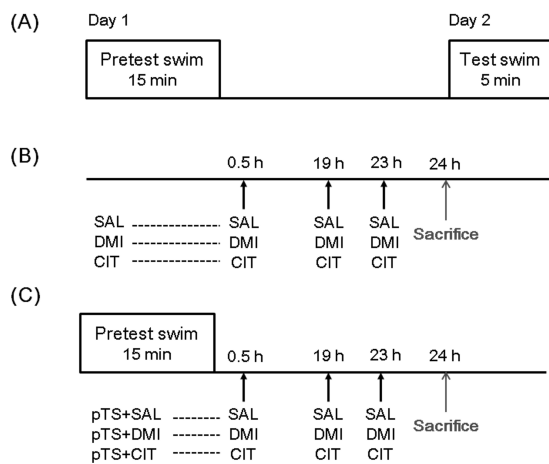 (A)
Day 1
Day 2
Pretest swim
15 min
Test swim
5 min
(B)
0.5 h 19 h 23 h 24 h
SAL SAL SAL SAL
DMI DMI DMI DMI
CIT CIT CIT CIT
Sacrifice
(C)
Pretest swim
15 min
0.5 h 19 h 23 h 24 h
pTS+SAL SAL SAL SAL
pTS+DMI DMI DMI DMI
pTS+CIT CIT CIT CIT
Sacrifice